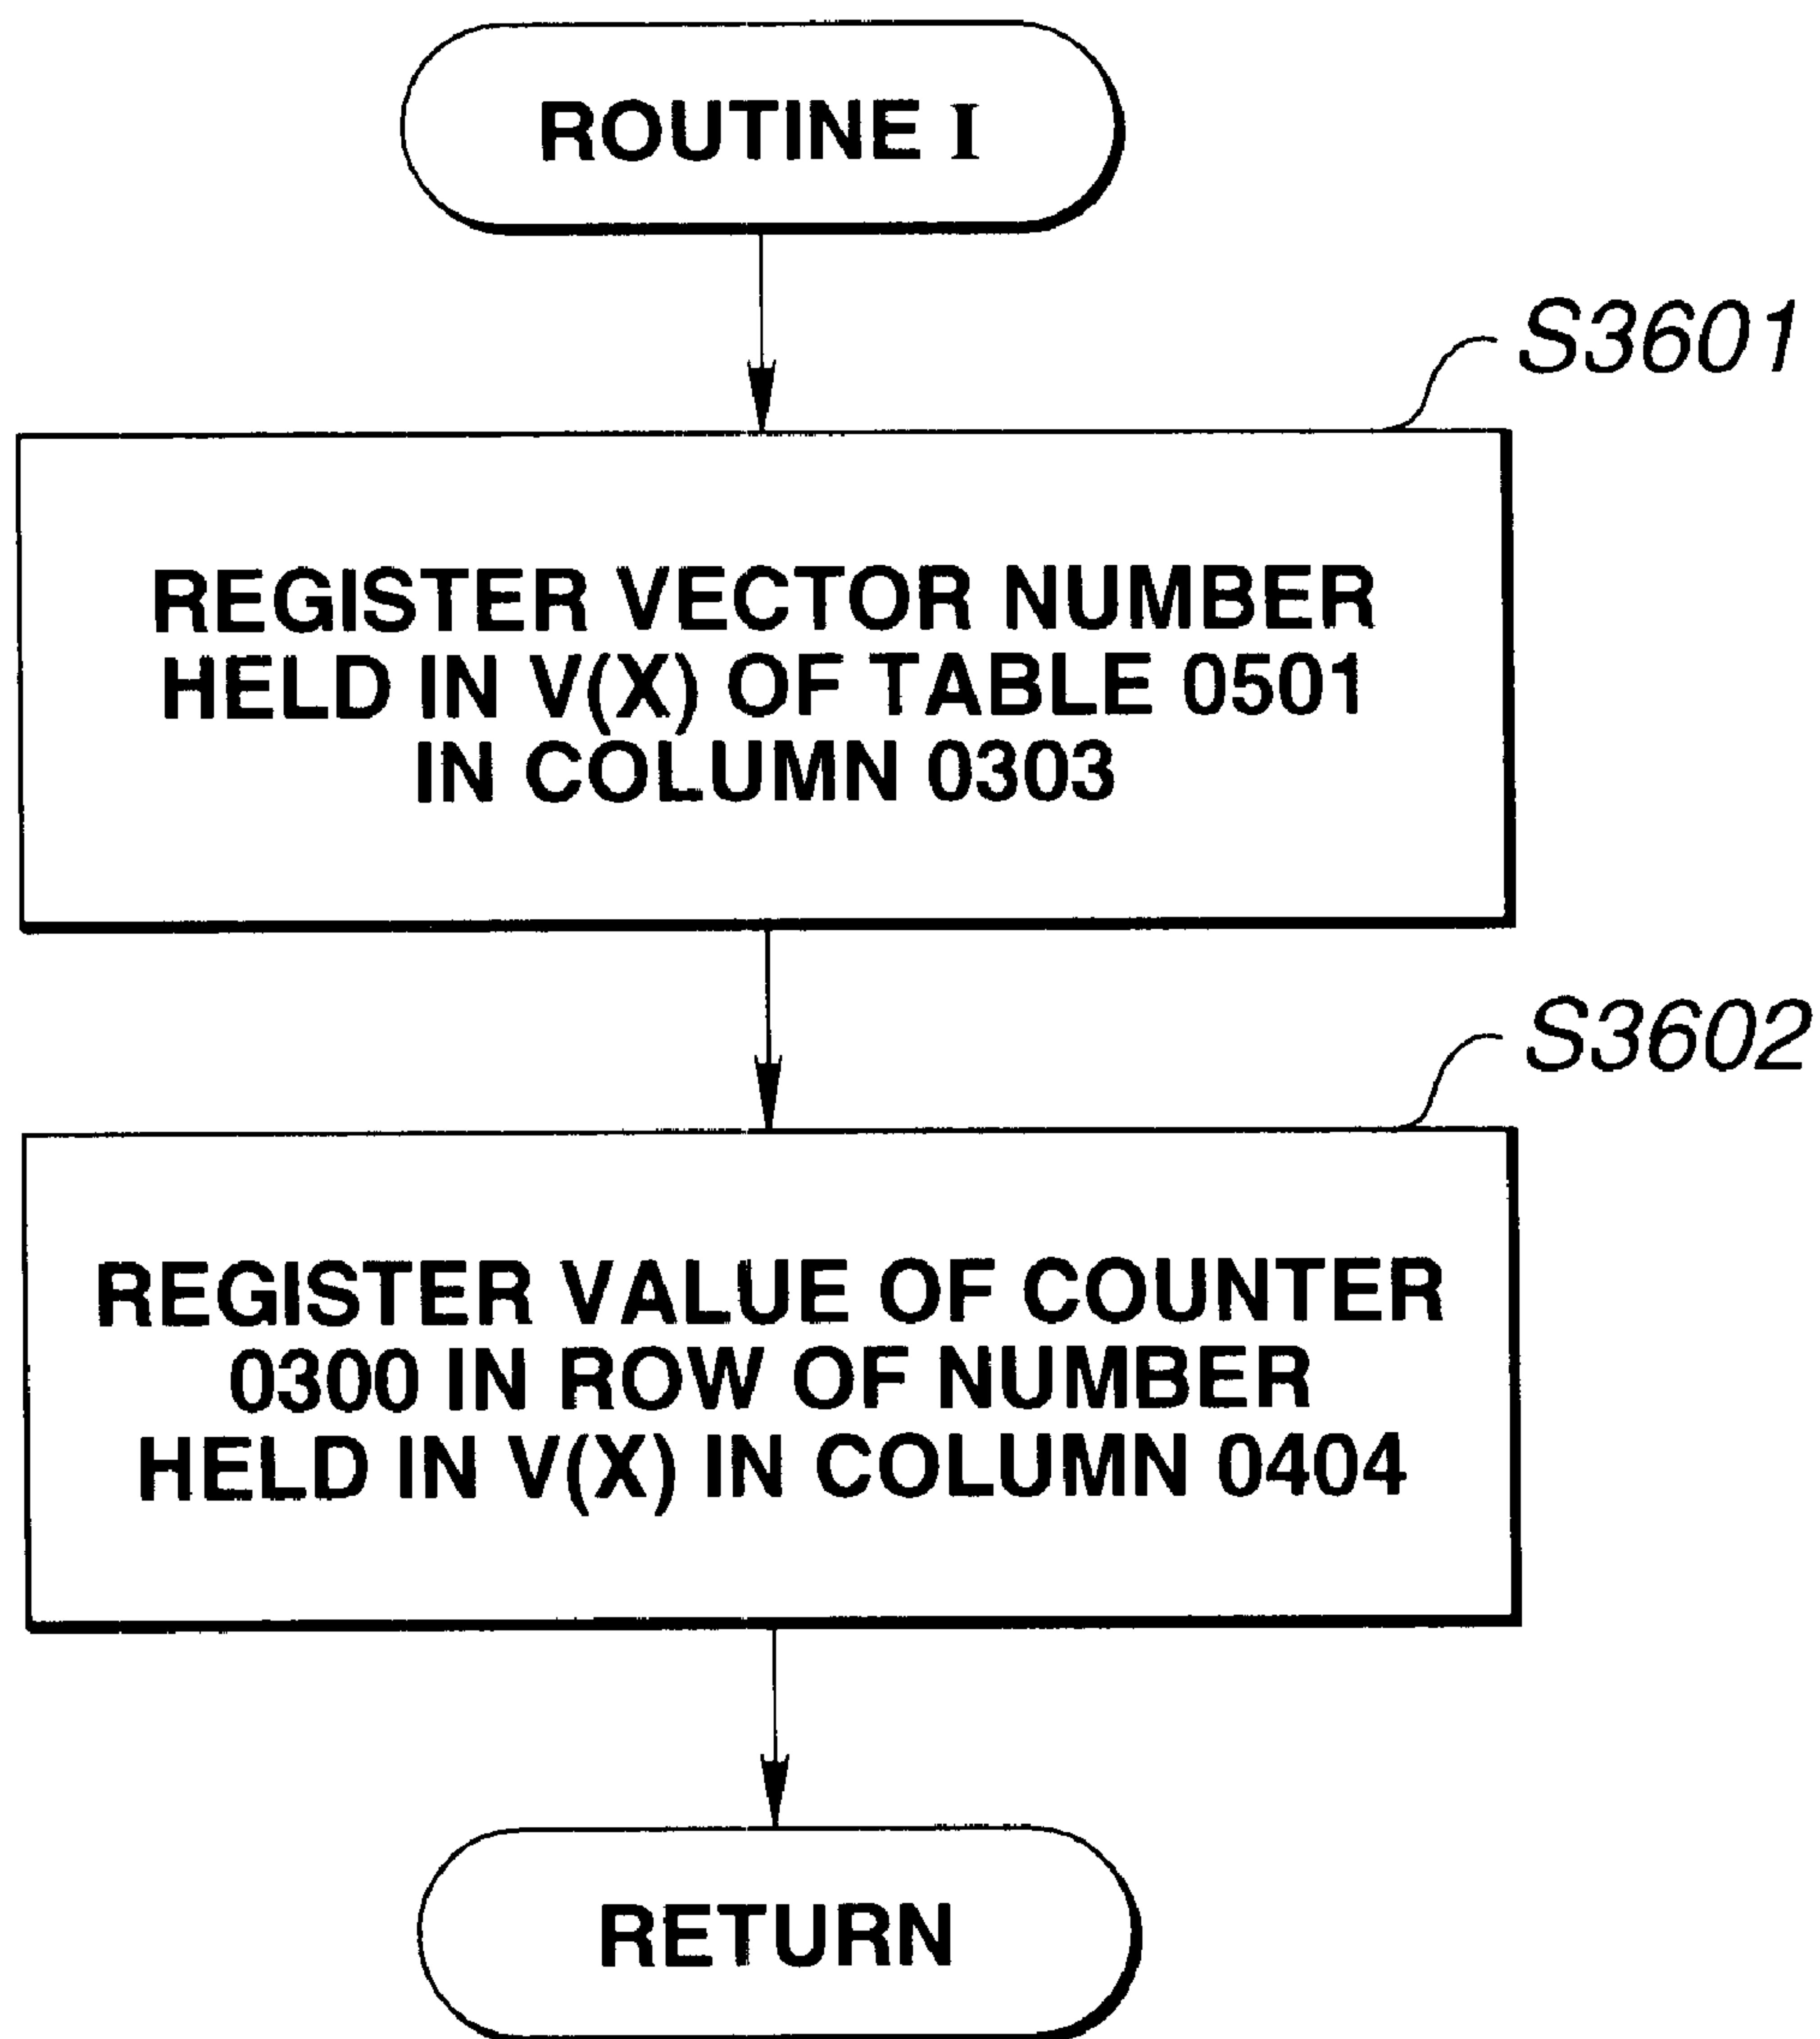 ROUTINE I
S3601
REGISTER VECTOR NUMBER
HELD IN V(X) OF TABLE 0501
IN COLUMN 0303
S3602
REGISTER VALUE OF COUNTER
0300 IN ROW OF NUMBER
HELD IN V(X) IN COLUMN 0404
RETURN